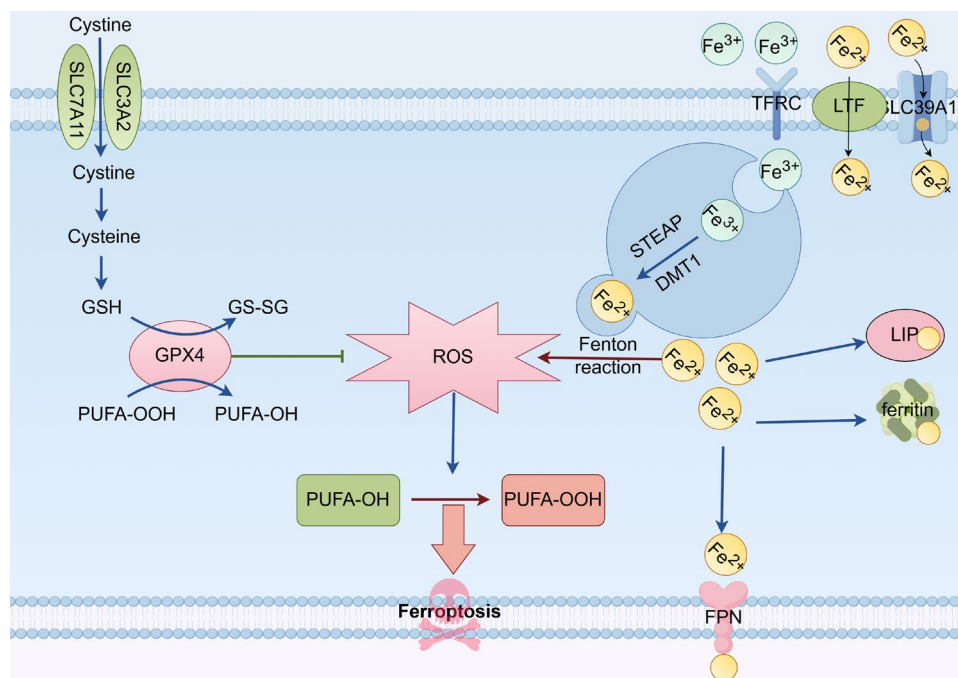 Cystine
SLC7A11
SLC3A2
Cystine
Cysteine
GSH
GS-SG
GPX4
PUFA-OOH
PUFA-OH
ROS
Fenton
reaction
PUFA-OH
PUFA-OOH
Ferroptosis
Fe3+
Fe3+
Fe2+
Fe2+
TFRC
LTF
SLC39A1
Fe3+
Fe2+
Fe2+
Fe3+
STEAP
DMT1
Fe2+
Fe2+
Fe2+
Fe2+
LIP
ferritin
Fe2+
FPN